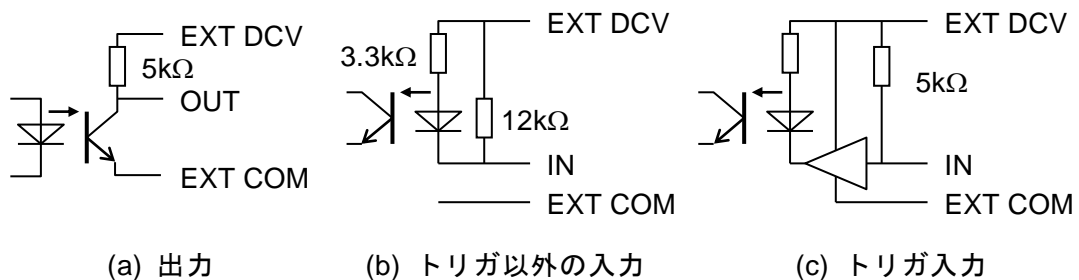 EXT DCV
5kΩ
OUT
EXT COM
(a) 出力
EXT DCV
3.3kΩ
12kΩ
IN
EXT COM
(b) トリガ以外の入力
EXT DCV
5kΩ
IN
EXT COM
(c) トリガ入力